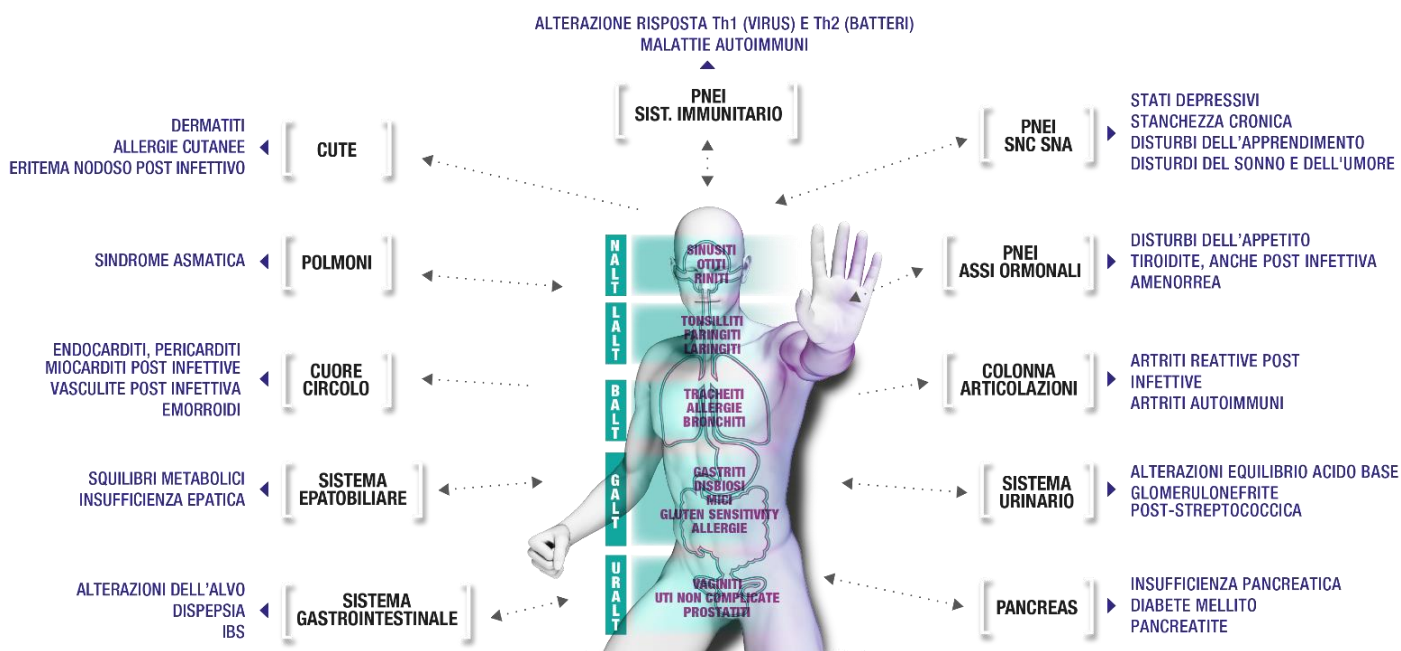 ALTERAZIONE RISPOSTA Th1 (VIRUS) E Th2 (BATTERI)
MALATTIE AUTOIMMUNI
PNEI
SIST. IMMUNITARIO
DERMATITI
ALLERGIE CUTANEE
ERITEMA NODOSO POST INFETTIVO
CUTE
PNEI
SNC SNA
STATI DEPRESSIVI
STANCHEZZA CRONICA
DISTURBI DELL'APPRENDIMENTO
DISTURDI DEL SONNO E DELL'UMORE
SINDROME ASMATICA
POLMONI
PNEI
ASSI ORMONALI
DISTURBI DELL'APPETITO
TIROIDITE, ANCHE POST INFETTIVA
AMENORREA
ENDOCARDITI, PERICARDITI
MIOCARDITI POST INFETTIVE
VASCULITE POST INFETTIVA
EMORROIDI
CUORE
CIRCOLO
COLONNA
ARTICOLAZIONI
ARTRITI REATTIVE POST
INFETTIVE
ARTRITI AUTOIMMUNI
SQUILIBRI METABOLICI
INSUFFICIENZA EPATICA
SISTEMA
EPATOBILIARE
SISTEMA
URINARIO
ALTERAZIONI EQUILIBRIO ACIDO BASE
GLOMERULONEFRITE
POST-STREPTOCOCCICA
ALTERAZIONI DELL'ALVO
DISPEPSIA
IBS
SISTEMA
GASTROINTESTINALE
PANCREAS
INSUFFICIENZA PANCREATICA
DIABETE MELLITO
PANCREATITE
NALT
SINUSITI
OTITI
RINITI
LALT
TONSILLITI
FARINGITI
LARINGITI
BALT
TRACHEITI
ALLERGIE
BRONCHITI
GALT
GASTRITI
DISBIOSI
MICI
GLUTEN SENSITIVITY
ALLERGIE
URALT
VAGINITI
UTI NON COMPLICATE
PROSTATITI